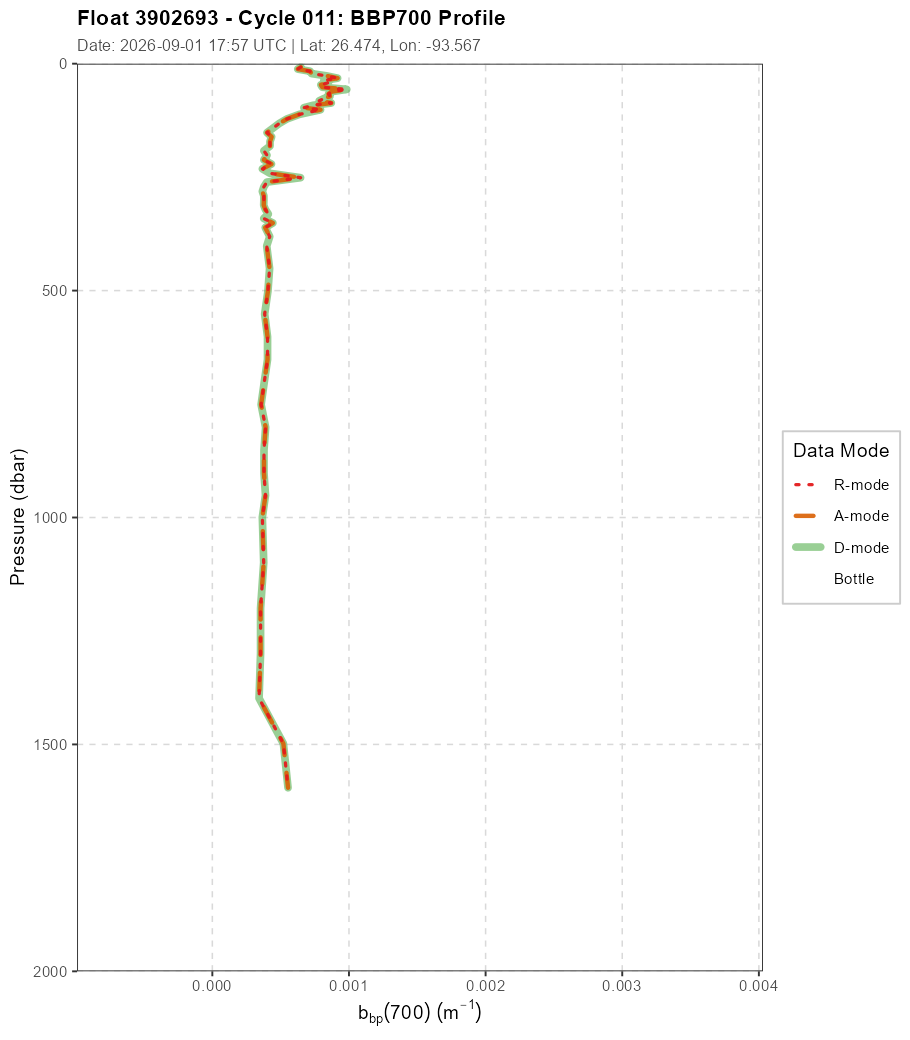 Float 3902693 - Cycle 011: BBP700 Profile
Date: 2026-09-01 17:57 UTC | Lat: 26.474, Lon: -93.567
0
500
1000
1500
2000
Pressure (dbar)
0.000 0.001 0.002 0.003 0.004
b_bp(700) (m⁻¹)
Data Mode
R-mode
A-mode
D-mode
Bottle